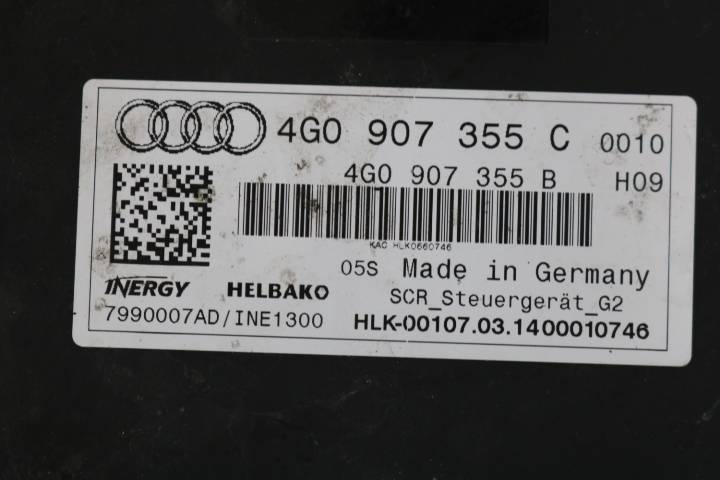 4G0 907 355 C 0010
4G0 907 355 B H09
KAC HLK0660746
05S Made in Germany
INERGY HELBAKO SCR_Steuergerät_G2
7990007AD/INE1300 HLK-00107.03.1400010746